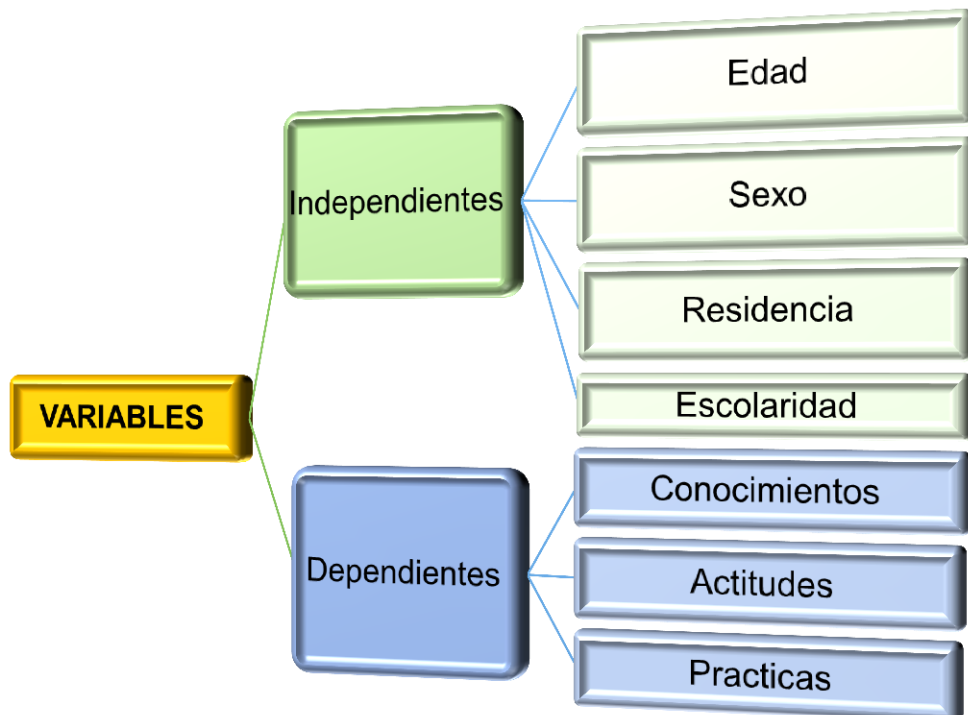 VARIABLES
Independientes
Edad
Sexo
Residencia
Escolaridad
Dependientes
Conocimientos
Actitudes
Practicas